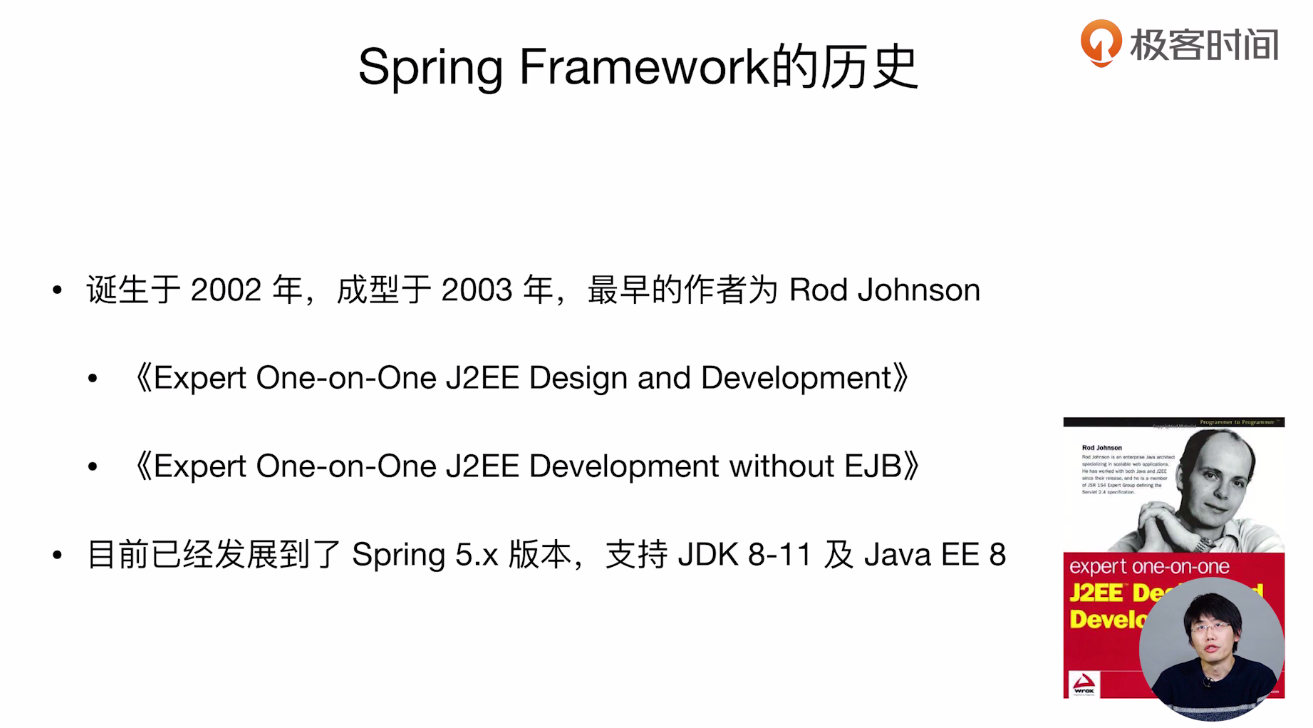 极客时间
Spring Framework的历史
• 诞生于 2002 年，成型于 2003 年，最早的作者为 Rod Johnson
• 《Expert One-on-One J2EE Design and Development》
• 《Expert One-on-One J2EE Development without EJB》
• 目前已经发展到了 Spring 5.x 版本，支持 JDK 8-11 及 Java EE 8
Programmer to Programmer™
Rod Johnson
Rod Johnson is an enterprise Java architect
specializing in scalable web applications.
He has worked with both Java and J2EE
since their release, and he is a member
of JSR 154 Expert Group defining the
Servlet 2.4 specification.
expert one-on-one
J2EE™
wrox